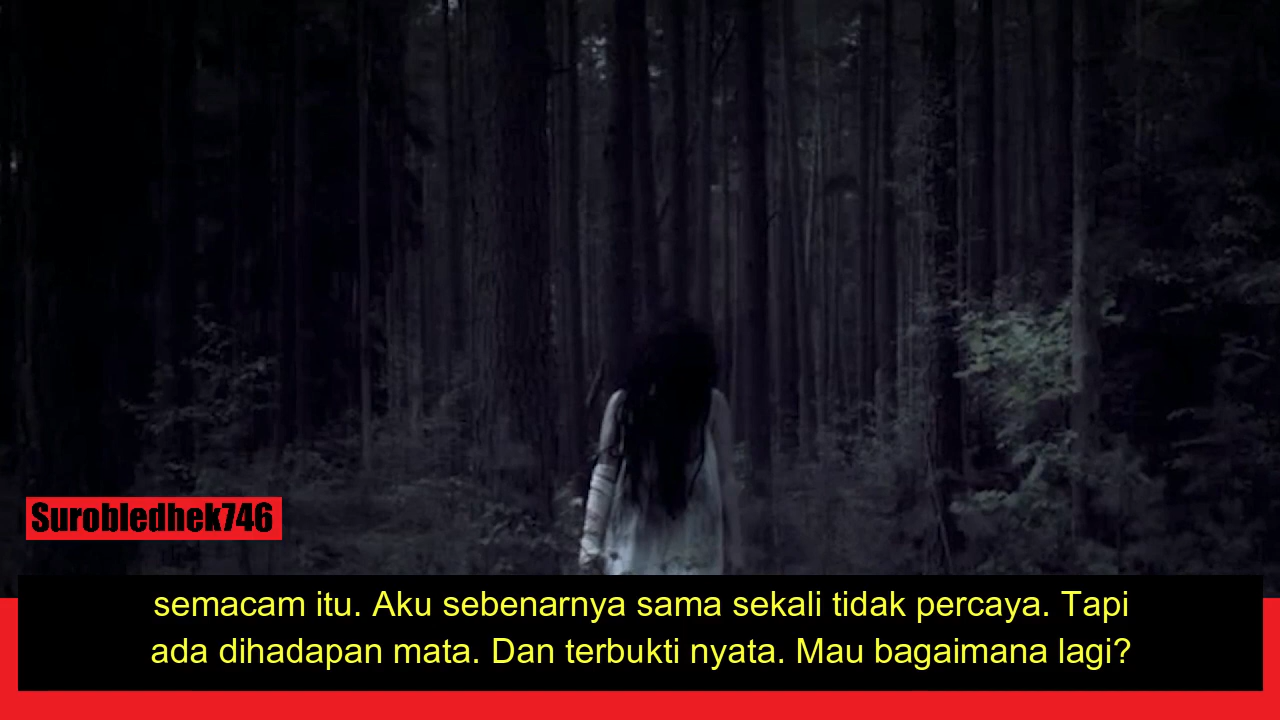 Surobledhek746
semacam itu. Aku sebenarnya sama sekali tidak percaya. Tapi
ada dihadapan mata. Dan terbukti nyata. Mau bagaimana lagi?